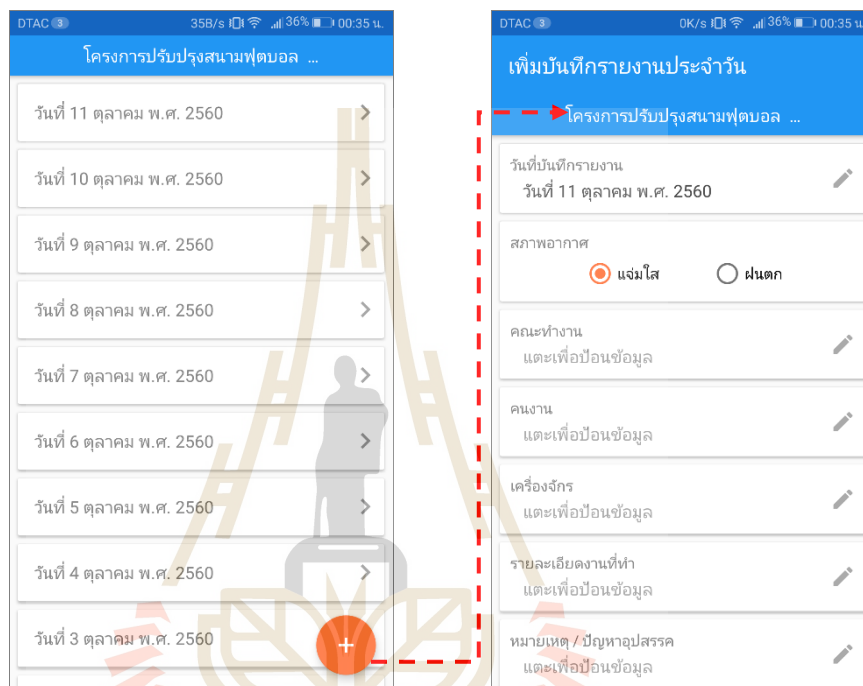 DTAC 3 35B/s 36% 00:35 น.
โครงการปรับปรุงสนามฟุตบอล ...
วันที่ 11 ตุลาคม พ.ศ. 2560
วันที่ 10 ตุลาคม พ.ศ. 2560
วันที่ 9 ตุลาคม พ.ศ. 2560
วันที่ 8 ตุลาคม พ.ศ. 2560
วันที่ 7 ตุลาคม พ.ศ. 2560
วันที่ 6 ตุลาคม พ.ศ. 2560
วันที่ 5 ตุลาคม พ.ศ. 2560
วันที่ 4 ตุลาคม พ.ศ. 2560
วันที่ 3 ตุลาคม พ.ศ. 2560
+
DTAC 3 0K/s 36% 00:35 น.
เพิ่มบันทึกรายงานประจำวัน
โครงการปรับปรุงสนามฟุตบอล ...
วันที่บันทึกรายงาน
วันที่ 11 ตุลาคม พ.ศ. 2560
สภาพอากาศ
แจ่มใส ฝนตก
คณะทำงาน
แตะเพื่อป้อนข้อมูล
คนงาน
แตะเพื่อป้อนข้อมูล
เครื่องจักร
แตะเพื่อป้อนข้อมูล
รายละเอียดงานที่ทำ
แตะเพื่อป้อนข้อมูล
หมายเหตุ / ปัญหาอุปสรรค
แตะเพื่อป้อนข้อมูล